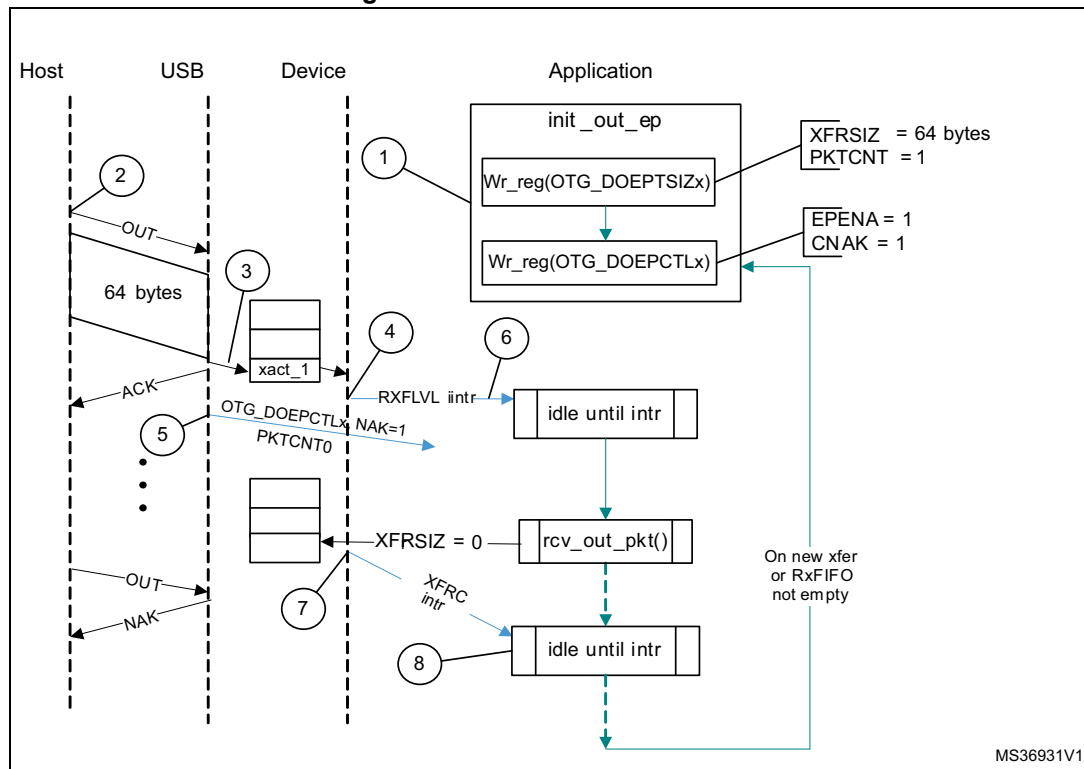 Host
USB
Device
Application
init_out_ep
1
XFRSIZ = 64 bytes
PKTCNT = 1
2
Wr_reg(OTG_DOEPTSIZx)
OUT
EPENA = 1
CNAK = 1
Wr_reg(OTG_DOEPCTLx)
3
64 bytes
4
6
xact_1
ACK
RXFLVL iintr
idle until intr
OTG_DOEPCTLx, NAK=1
PKTCNT0
5
XFRSIZ = 0
rcv_out_pkt()
On new xfer
or RxFIFO
not empty
OUT
XFRC
intr
7
NAK
idle until intr
8
MS36931V1